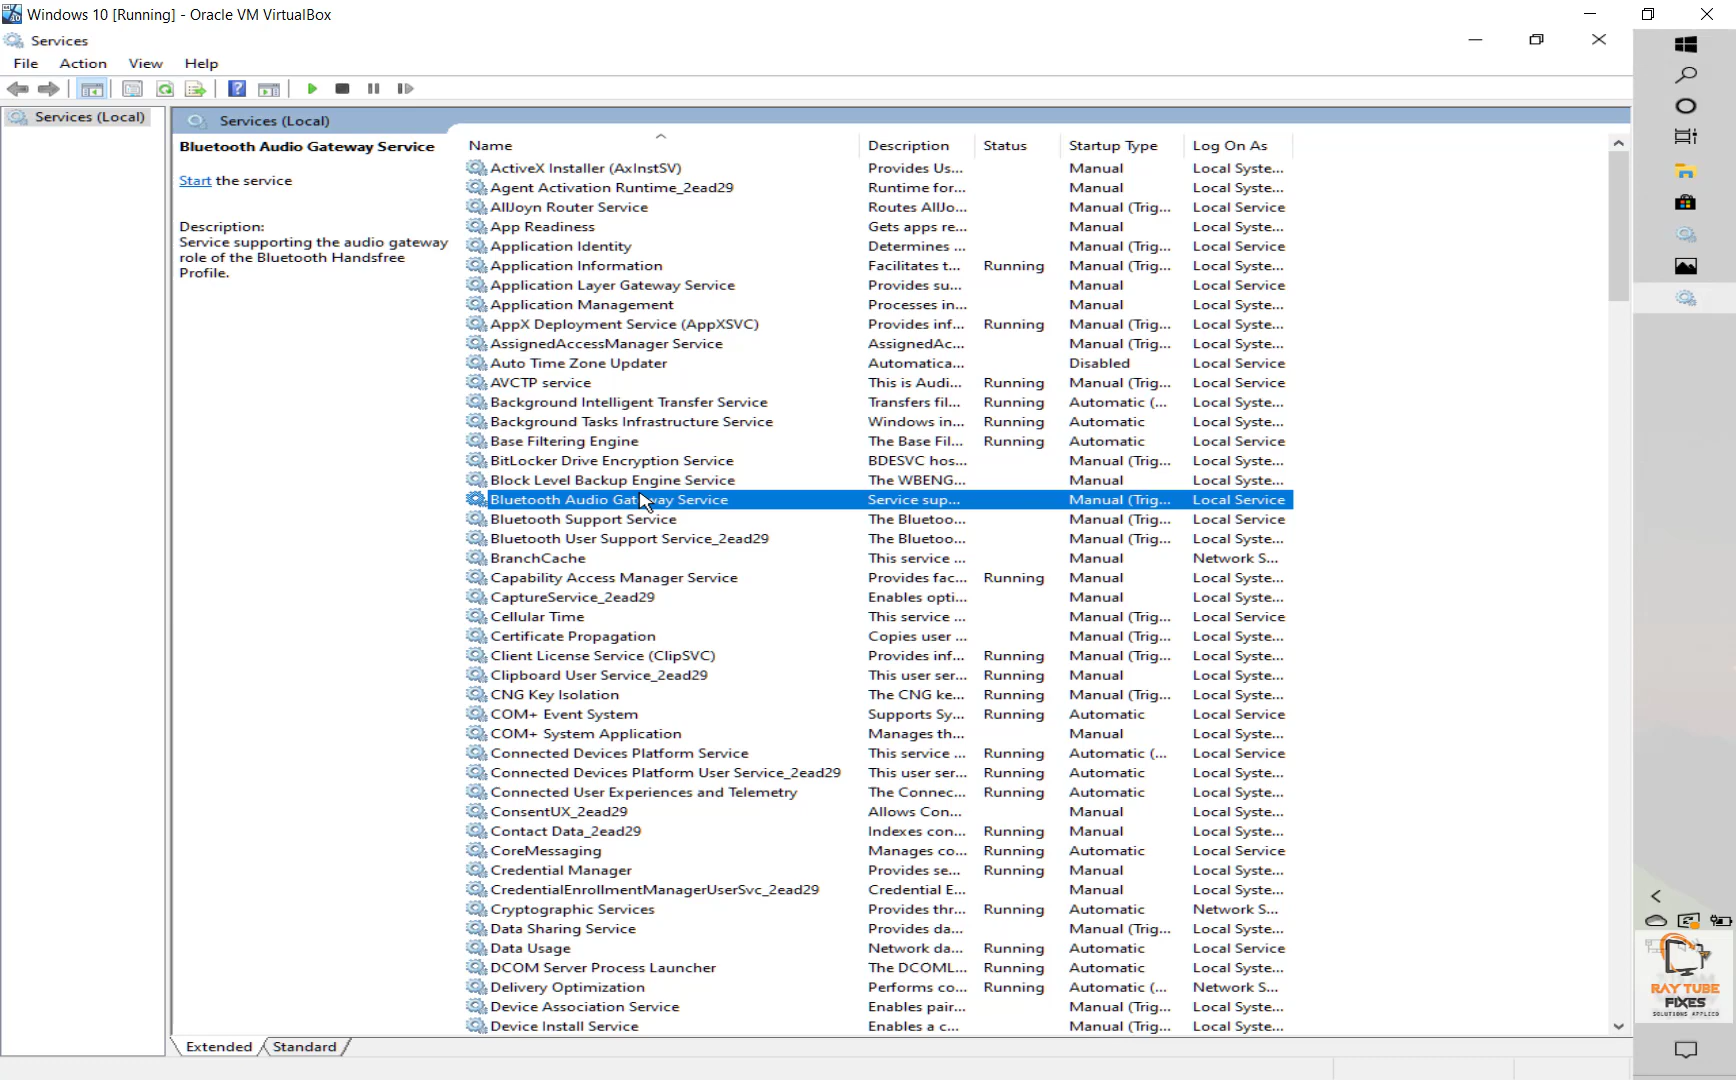 Windows 10 [Running] - Oracle VM VirtualBox
Services
File Action View Help
Services (Local)
Services (Local)
Bluetooth Audio Gateway Service
Start the service
Description:
Service supporting the audio gateway
role of the Bluetooth Handsfree
Profile.
Name Description Status Startup Type Log On As
ActiveX Installer (AxInstSV) Provides Us... Manual Local Syste...
Agent Activation Runtime_2ead29 Runtime for... Manual Local Syste...
AllJoyn Router Service Routes AllJo... Manual (Trig... Local Service
App Readiness Gets apps re... Manual Local Syste...
Application Identity Determines ... Manual (Trig... Local Service
Application Information Facilitates t... Running Manual (Trig... Local Syste...
Application Layer Gateway Service Provides su... Manual Local Service
Application Management Processes in... Manual Local Syste...
AppX Deployment Service (AppXSVC) Provides inf... Running Manual (Trig... Local Syste...
AssignedAccessManager Service AssignedAc... Manual (Trig... Local Syste...
Auto Time Zone Updater Automatica... Disabled Local Service
AVCTP service This is Audi... Running Manual (Trig... Local Service
Background Intelligent Transfer Service Transfers fil... Running Automatic (... Local Syste...
Background Tasks Infrastructure Service Windows in... Running Automatic Local Syste...
Base Filtering Engine The Base Fil... Running Automatic Local Service
BitLocker Drive Encryption Service BDESVC hos... Manual (Trig... Local Syste...
Block Level Backup Engine Service The WBENG... Manual Local Syste...
Bluetooth Audio Gateway Service Service sup... Manual (Trig... Local Service
Bluetooth Support Service The Bluetoo... Manual (Trig... Local Service
Bluetooth User Support Service_2ead29 The Bluetoo... Manual (Trig... Local Syste...
BranchCache This service ... Manual Network S...
Capability Access Manager Service Provides fac... Running Manual Local Syste...
CaptureService_2ead29 Enables opti... Manual Local Syste...
Cellular Time This service ... Manual (Trig... Local Service
Certificate Propagation Copies user ... Manual (Trig... Local Syste...
Client License Service (ClipSVC) Provides inf... Running Manual (Trig... Local Syste...
Clipboard User Service_2ead29 This user ser... Running Manual Local Syste...
CNG Key Isolation The CNG ke... Running Manual (Trig... Local Syste...
COM+ Event System Supports Sy... Running Automatic Local Service
COM+ System Application Manages th... Manual Local Syste...
Connected Devices Platform Service This service ... Running Automatic (... Local Service
Connected Devices Platform User Service_2ead29 This user ser... Running Automatic Local Syste...
Connected User Experiences and Telemetry The Connec... Running Automatic Local Syste...
ConsentUX_2ead29 Allows Con... Manual Local Syste...
Contact Data_2ead29 Indexes con... Running Manual Local Syste...
CoreMessaging Manages co... Running Automatic Local Service
Credential Manager Provides se... Running Manual Local Syste...
CredentialEnrollmentManagerUserSvc_2ead29 Credential E... Manual Local Syste...
Cryptographic Services Provides thr... Running Automatic Network S...
Data Sharing Service Provides da... Manual (Trig... Local Syste...
Data Usage Network da... Running Automatic Local Service
DCOM Server Process Launcher The DCOML... Running Automatic Local Syste...
Delivery Optimization Performs co... Running Automatic (... Network S...
Device Association Service Enables pair... Manual (Trig... Local Syste...
Device Install Service Enables a c... Manual (Trig... Local Syste...
Extended Standard
RAY TUBE
FIXES
SOLUTIONS APPLICO